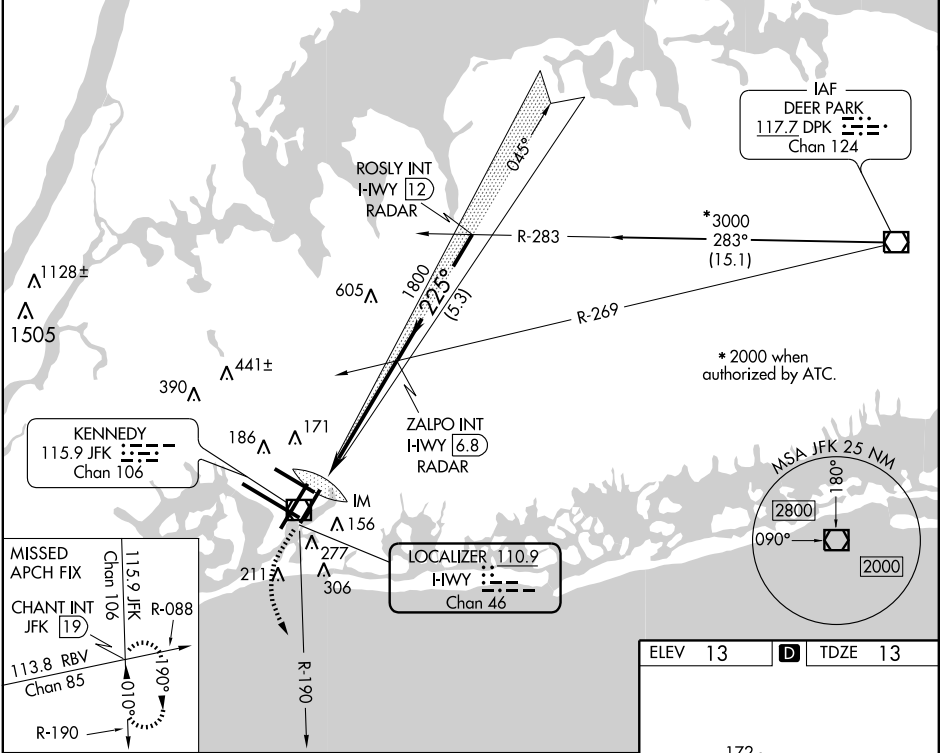 IAF
DEER PARK
117.7 DPK
Chan 124
ROSLY INT
I-IWY 12
RADAR
045°
*3000
283°
(15.1)
R-283
1128±
1505
605
1800
225°
(5.3)
R-269
* 2000 when
authorized by ATC.
441±
390
ZALPO INT
I-IWY 6.8
RADAR
KENNEDY
115.9 JFK
Chan 106
186
171
IM
156
277
211±
306
LOCALIZER 110.9
I-IWY
Chan 46
MSA JFK 25 NM
180°
2800
090°
2000
MISSED
APCH FIX
115.9 JFK
Chan 106
CHANT INT
JFK 19
R-088
113.8 RBV
Chan 85
190°
010°
R-190
R-190
ELEV 13
D
TDZE 13
172